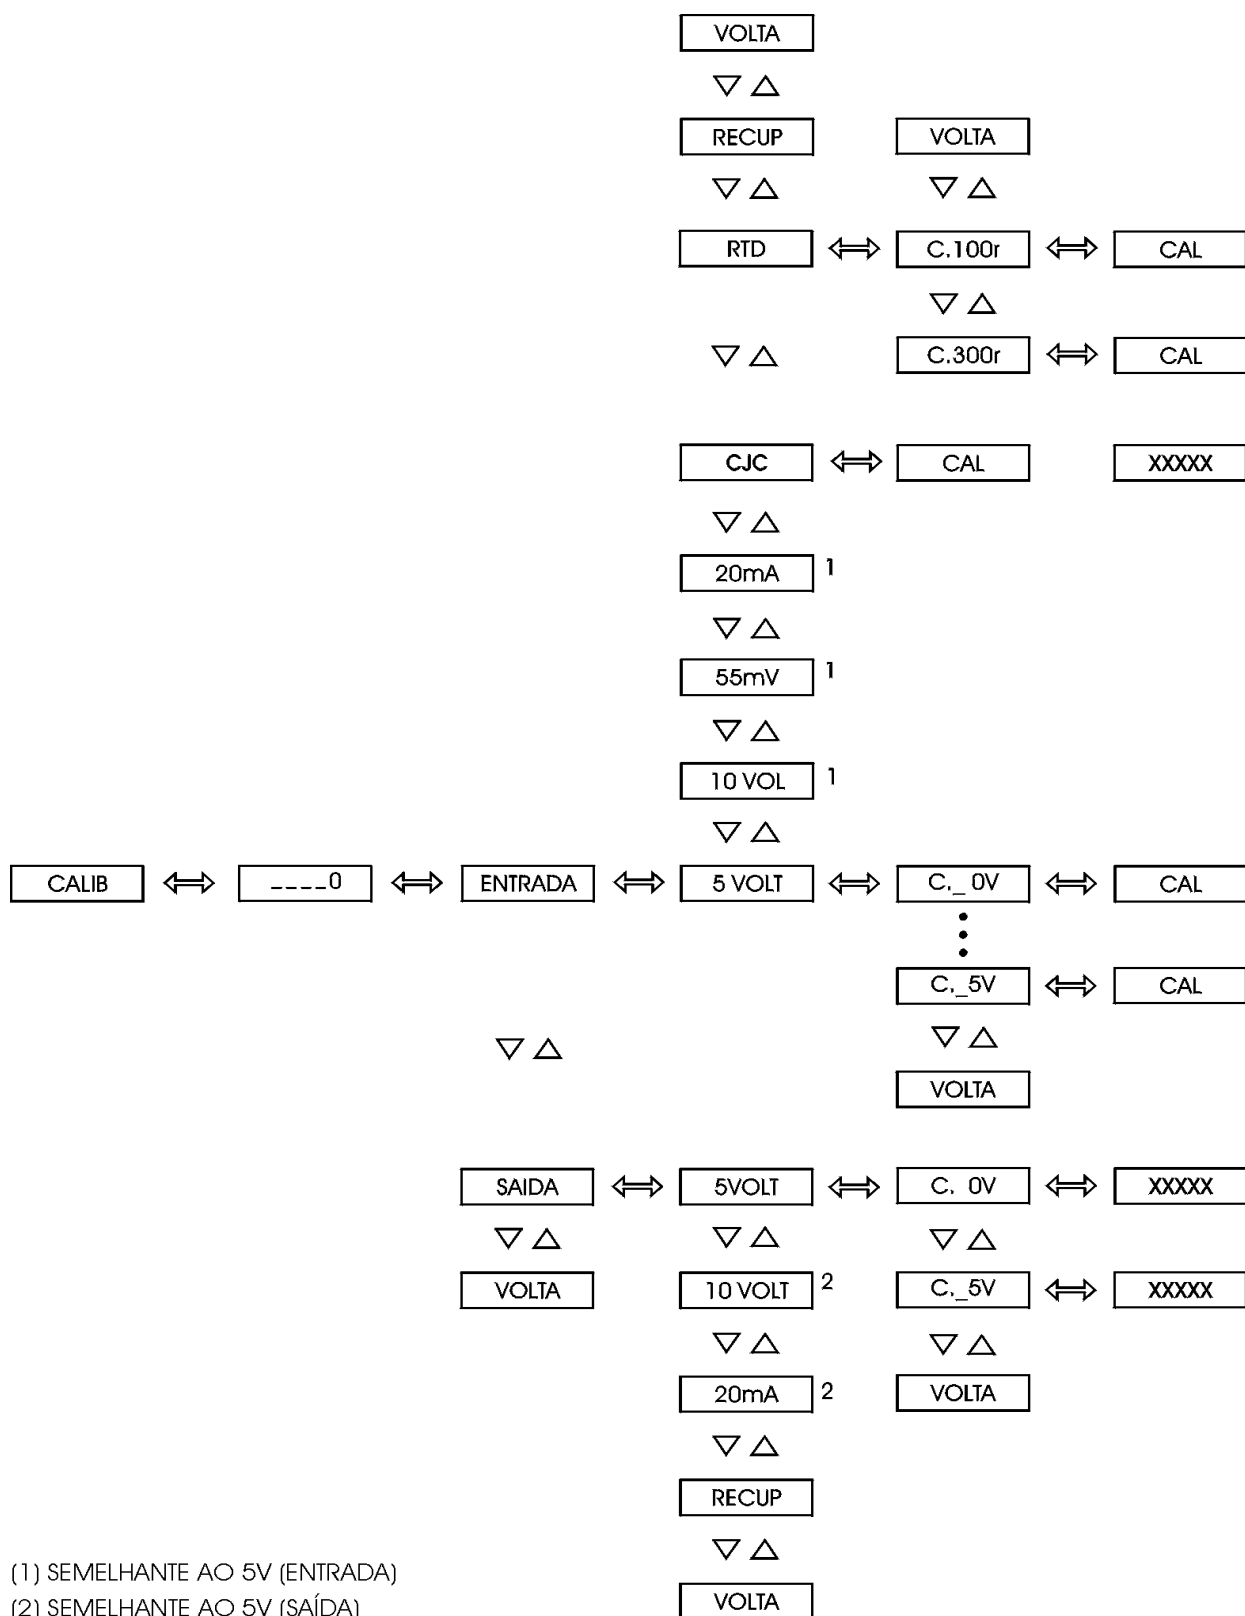 VOLTA
RECUP VOLTA
RTD C.100r CAL
C.300r CAL
CJC CAL XXXXX
20mA 1
55mV 1
10 VOL 1
CALIB ____0 ENTRADA 5 VOLT C._ 0V CAL
C._5V CAL
VOLTA
SAIDA 5VOLT C. 0V XXXXX
VOLTA 10 VOLT 2 C._5V XXXXX
20mA 2 VOLTA
RECUP
(1) SEMELHANTE AO 5V (ENTRADA)
(2) SEMELHANTE AO 5V (SAÍDA)
VOLTA